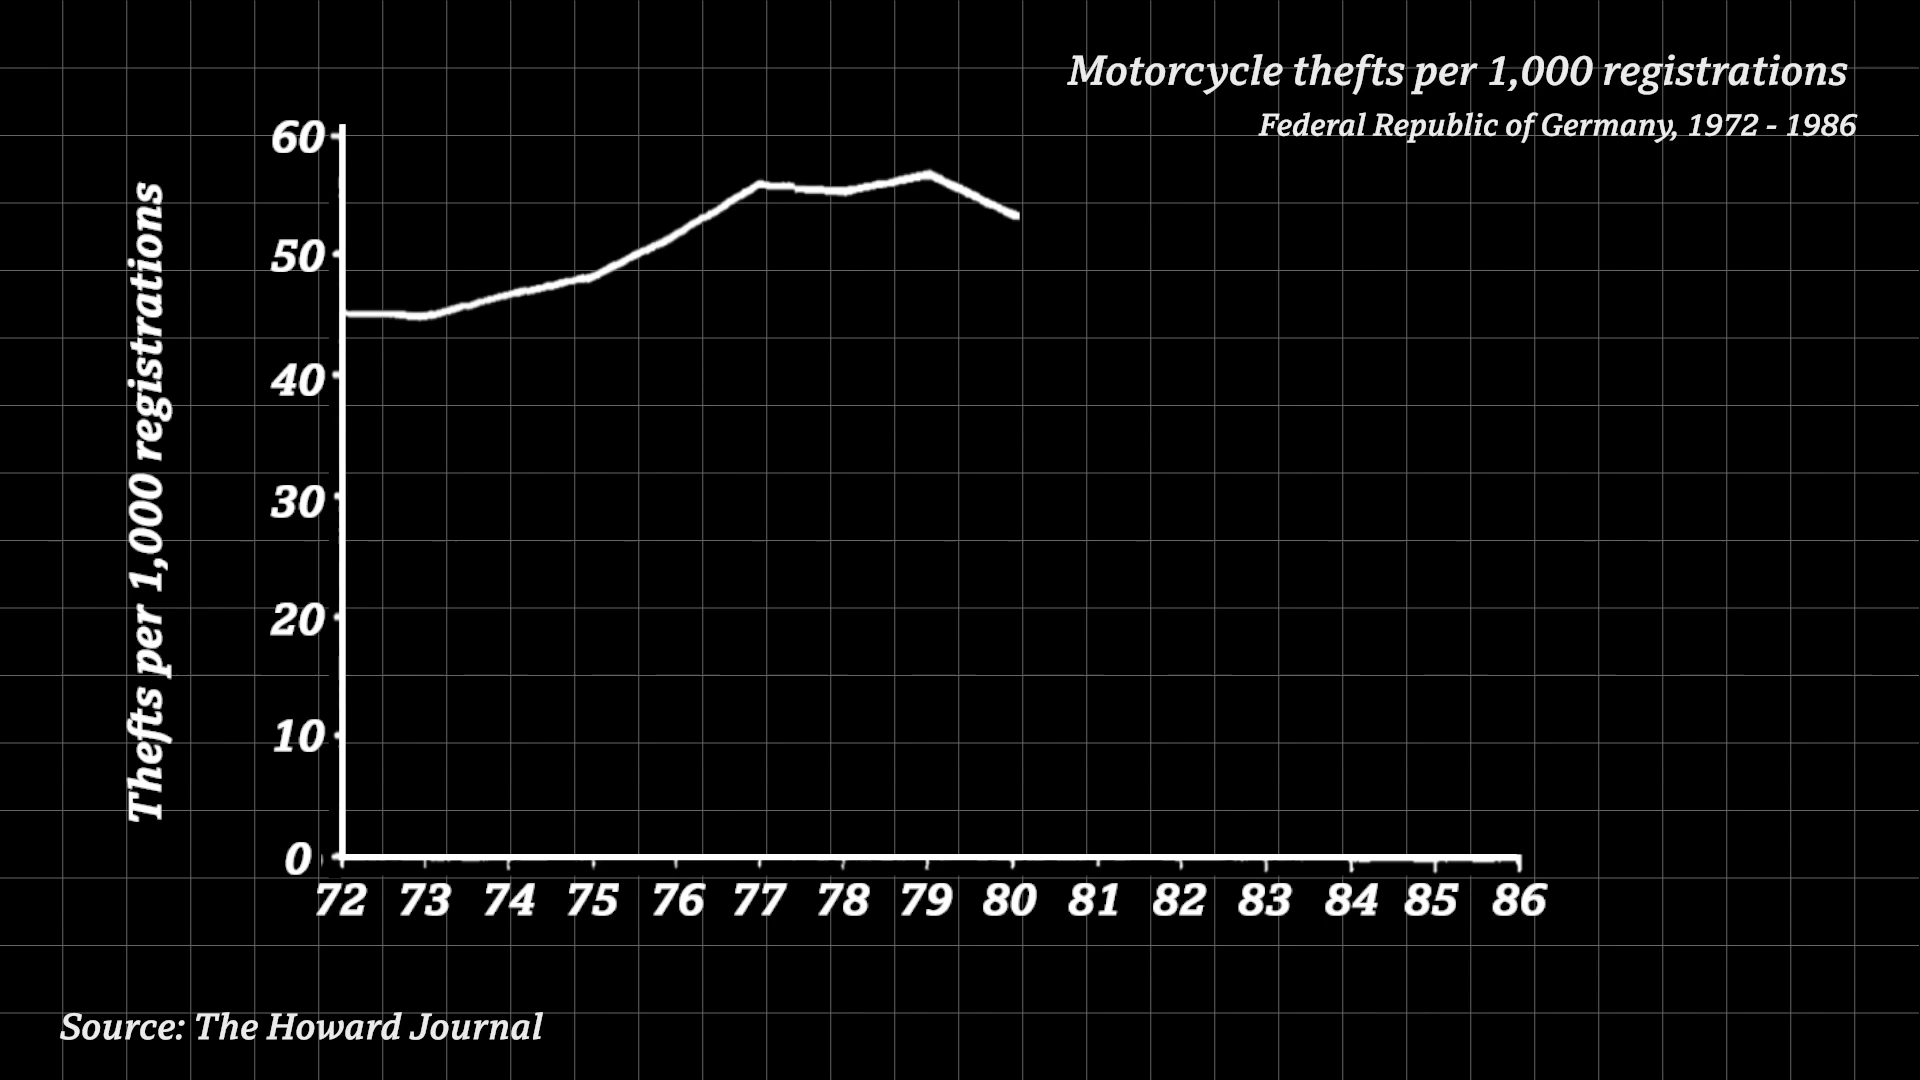 Motorcycle thefts per 1,000 registrations
Federal Republic of Germany, 1972 - 1986
Thefts per 1,000 registrations
60
50
40
30
20
10
0
72 73 74 75 76 77 78 79 80 81 82 83 84 85 86
Source: The Howard Journal